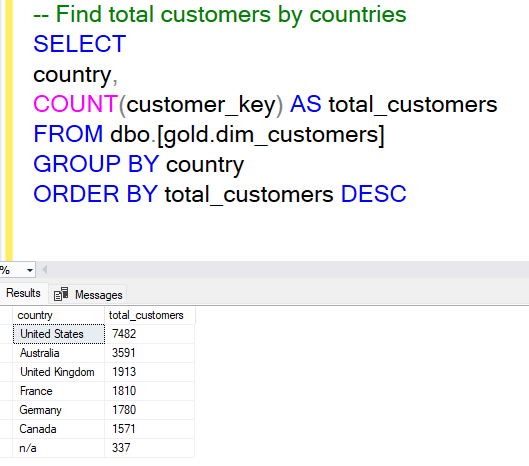 -- Find total customers by countries
SELECT
country,
COUNT(customer_key) AS total_customers
FROM dbo.[gold.dim_customers]
GROUP BY country
ORDER BY total_customers DESC
%
Results Messages
country total_customers
United States 7482
Australia 3591
United Kingdom 1913
France 1810
Germany 1780
Canada 1571
n/a 337